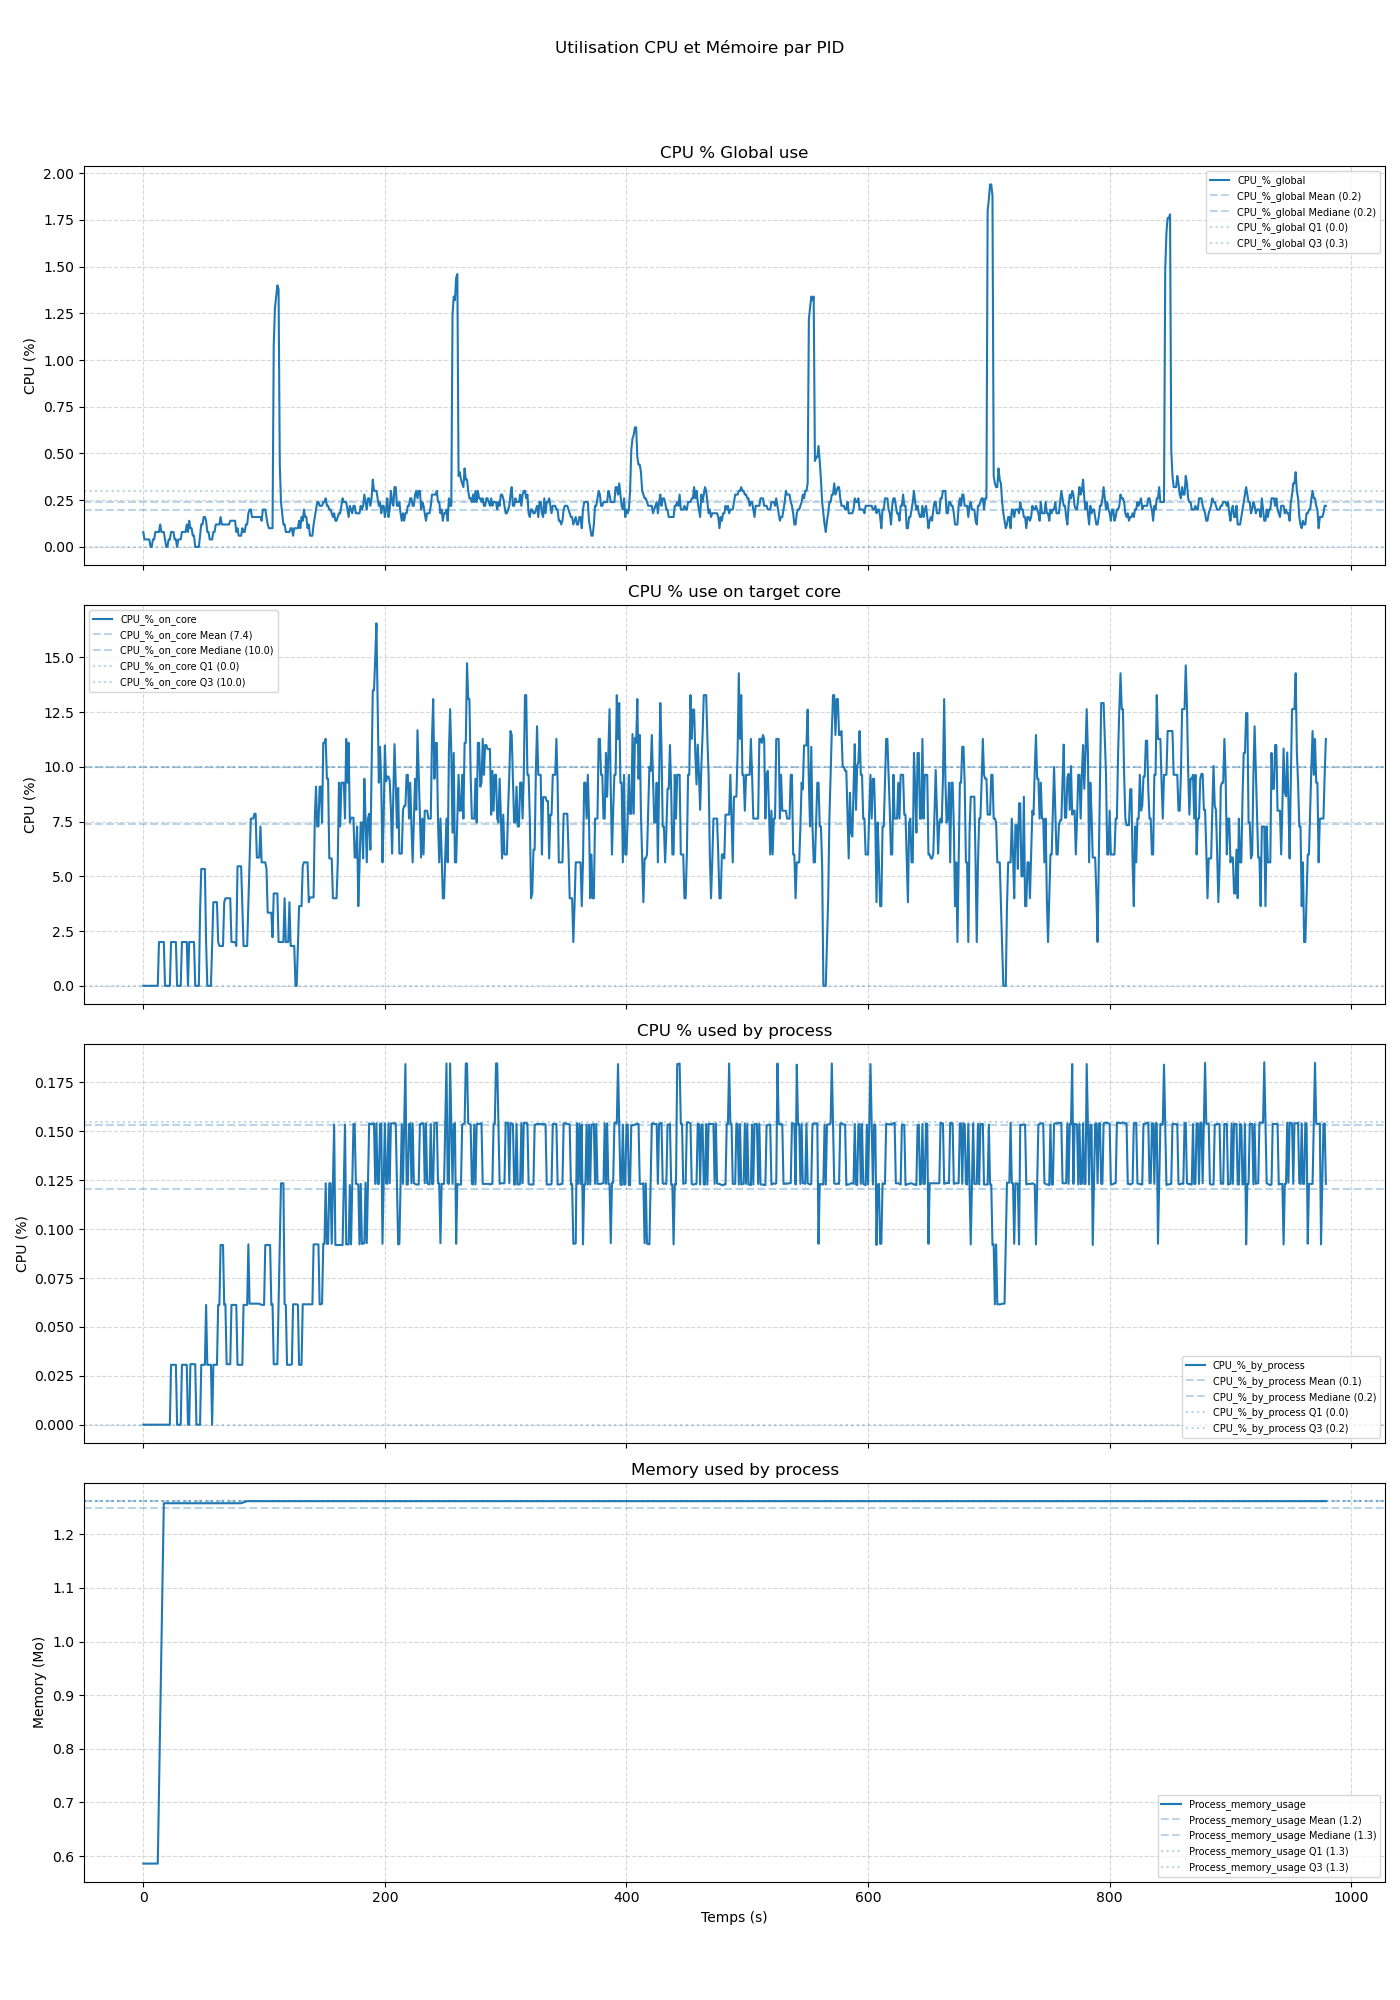 Utilisation CPU et Mémoire par PID
CPU % Global use
2.00
1.75
1.50
1.25
1.00
0.75
0.50
0.25
0.00
CPU (%)
CPU_%_global
CPU_%_global Mean (0.2)
CPU_%_global Mediane (0.2)
CPU_%_global Q1 (0.0)
CPU_%_global Q3 (0.3)
CPU % use on target core
15.0
12.5
10.0
7.5
5.0
2.5
0.0
CPU (%)
CPU_%_on_core
CPU_%_on_core Mean (7.4)
CPU_%_on_core Mediane (10.0)
CPU_%_on_core Q1 (0.0)
CPU_%_on_core Q3 (10.0)
CPU % used by process
0.175
0.150
0.125
0.100
0.075
0.050
0.025
0.000
CPU (%)
CPU_%_by_process
CPU_%_by_process Mean (0.1)
CPU_%_by_process Mediane (0.2)
CPU_%_by_process Q1 (0.0)
CPU_%_by_process Q3 (0.2)
Memory used by process
1.2
1.1
1.0
0.9
0.8
0.7
0.6
Memory (Mo)
Process_memory_usage
Process_memory_usage Mean (1.2)
Process_memory_usage Mediane (1.3)
Process_memory_usage Q1 (1.3)
Process_memory_usage Q3 (1.3)
0 200 400 600 800 1000
Temps (s)